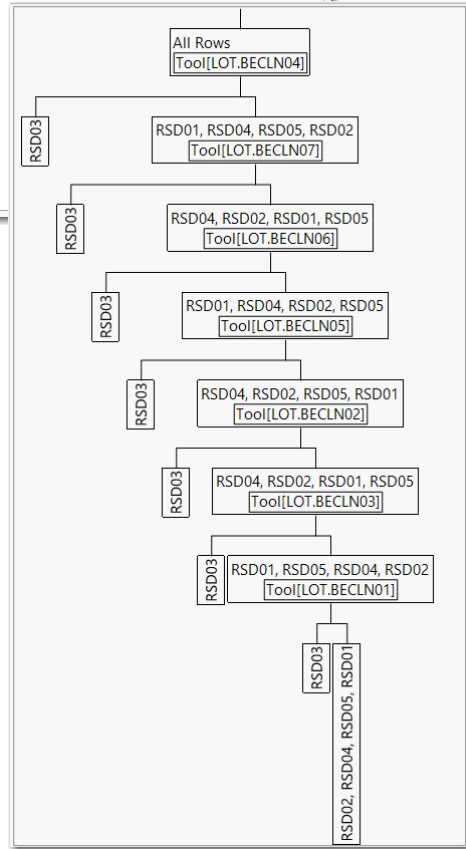 All Rows
Tool[LOT.BECLN04]
RSD03
RSD01, RSD04, RSD05, RSD02
Tool[LOT.BECLN07]
RSD03
RSD04, RSD02, RSD01, RSD05
Tool[LOT.BECLN06]
RSD03
RSD01, RSD04, RSD02, RSD05
Tool[LOT.BECLN05]
RSD03
RSD04, RSD02, RSD05, RSD01
Tool[LOT.BECLN02]
RSD03
RSD04, RSD02, RSD01, RSD05
Tool[LOT.BECLN03]
RSD03
RSD01, RSD05, RSD04, RSD02
Tool[LOT.BECLN01]
RSD03
RSD02, RSD04, RSD05, RSD01